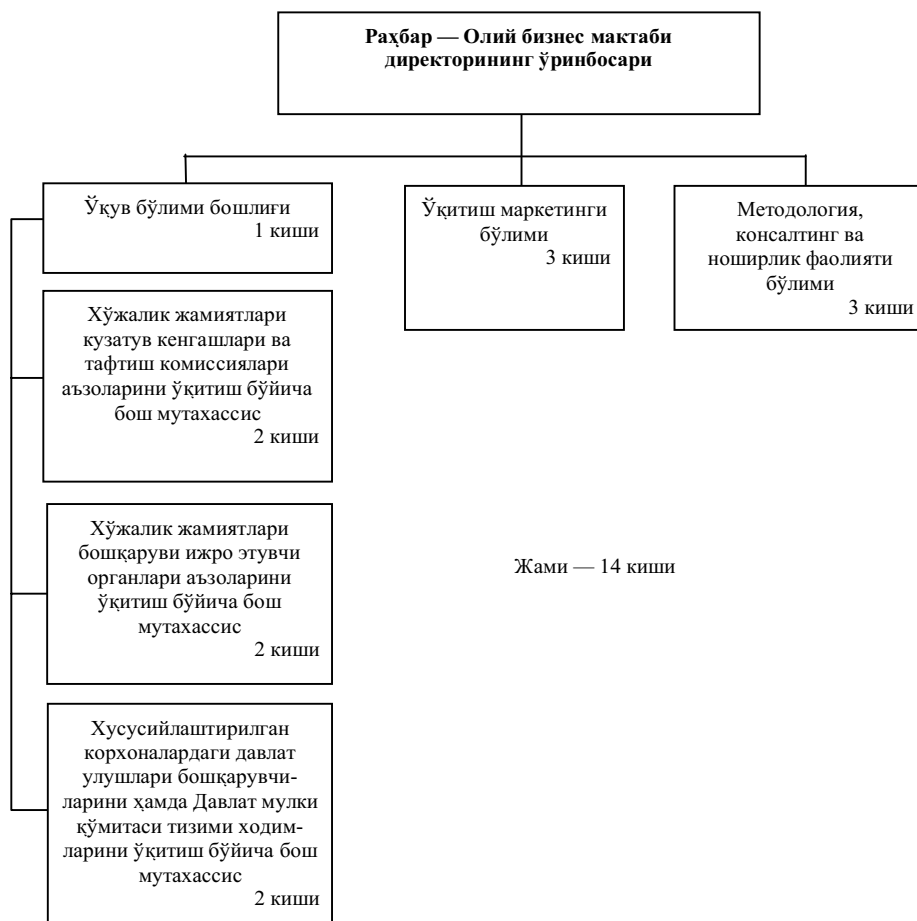 Раҳбар — Олий бизнес мактаби
директорининг ўринбосари
Ўқув бўлими бошлиғи
1 киши
Ўқитиш маркетинги
бўлими
3 киши
Методология,
консалтинг ва
ноширлик фаолияти
бўлими
3 киши
Хўжалик жамиятлари
кузатув кенгашлари ва
тафтиш комиссиялари
аъзоларини ўқитиш бўйича
бош мутахассис
2 киши
Хўжалик жамиятлари
бошқаруви ижро этувчи
органлари аъзоларини
ўқитиш бўйича бош
мутахассис
2 киши
Жами — 14 киши
Хусусийлаштирилган
корхоналардаги давлат
улушлари бошқарувчи-
ларини ҳамда Давлат мулки
қўмитаси тизими ходим-
ларини ўқитиш бўйича бош
мутахассис
2 киши